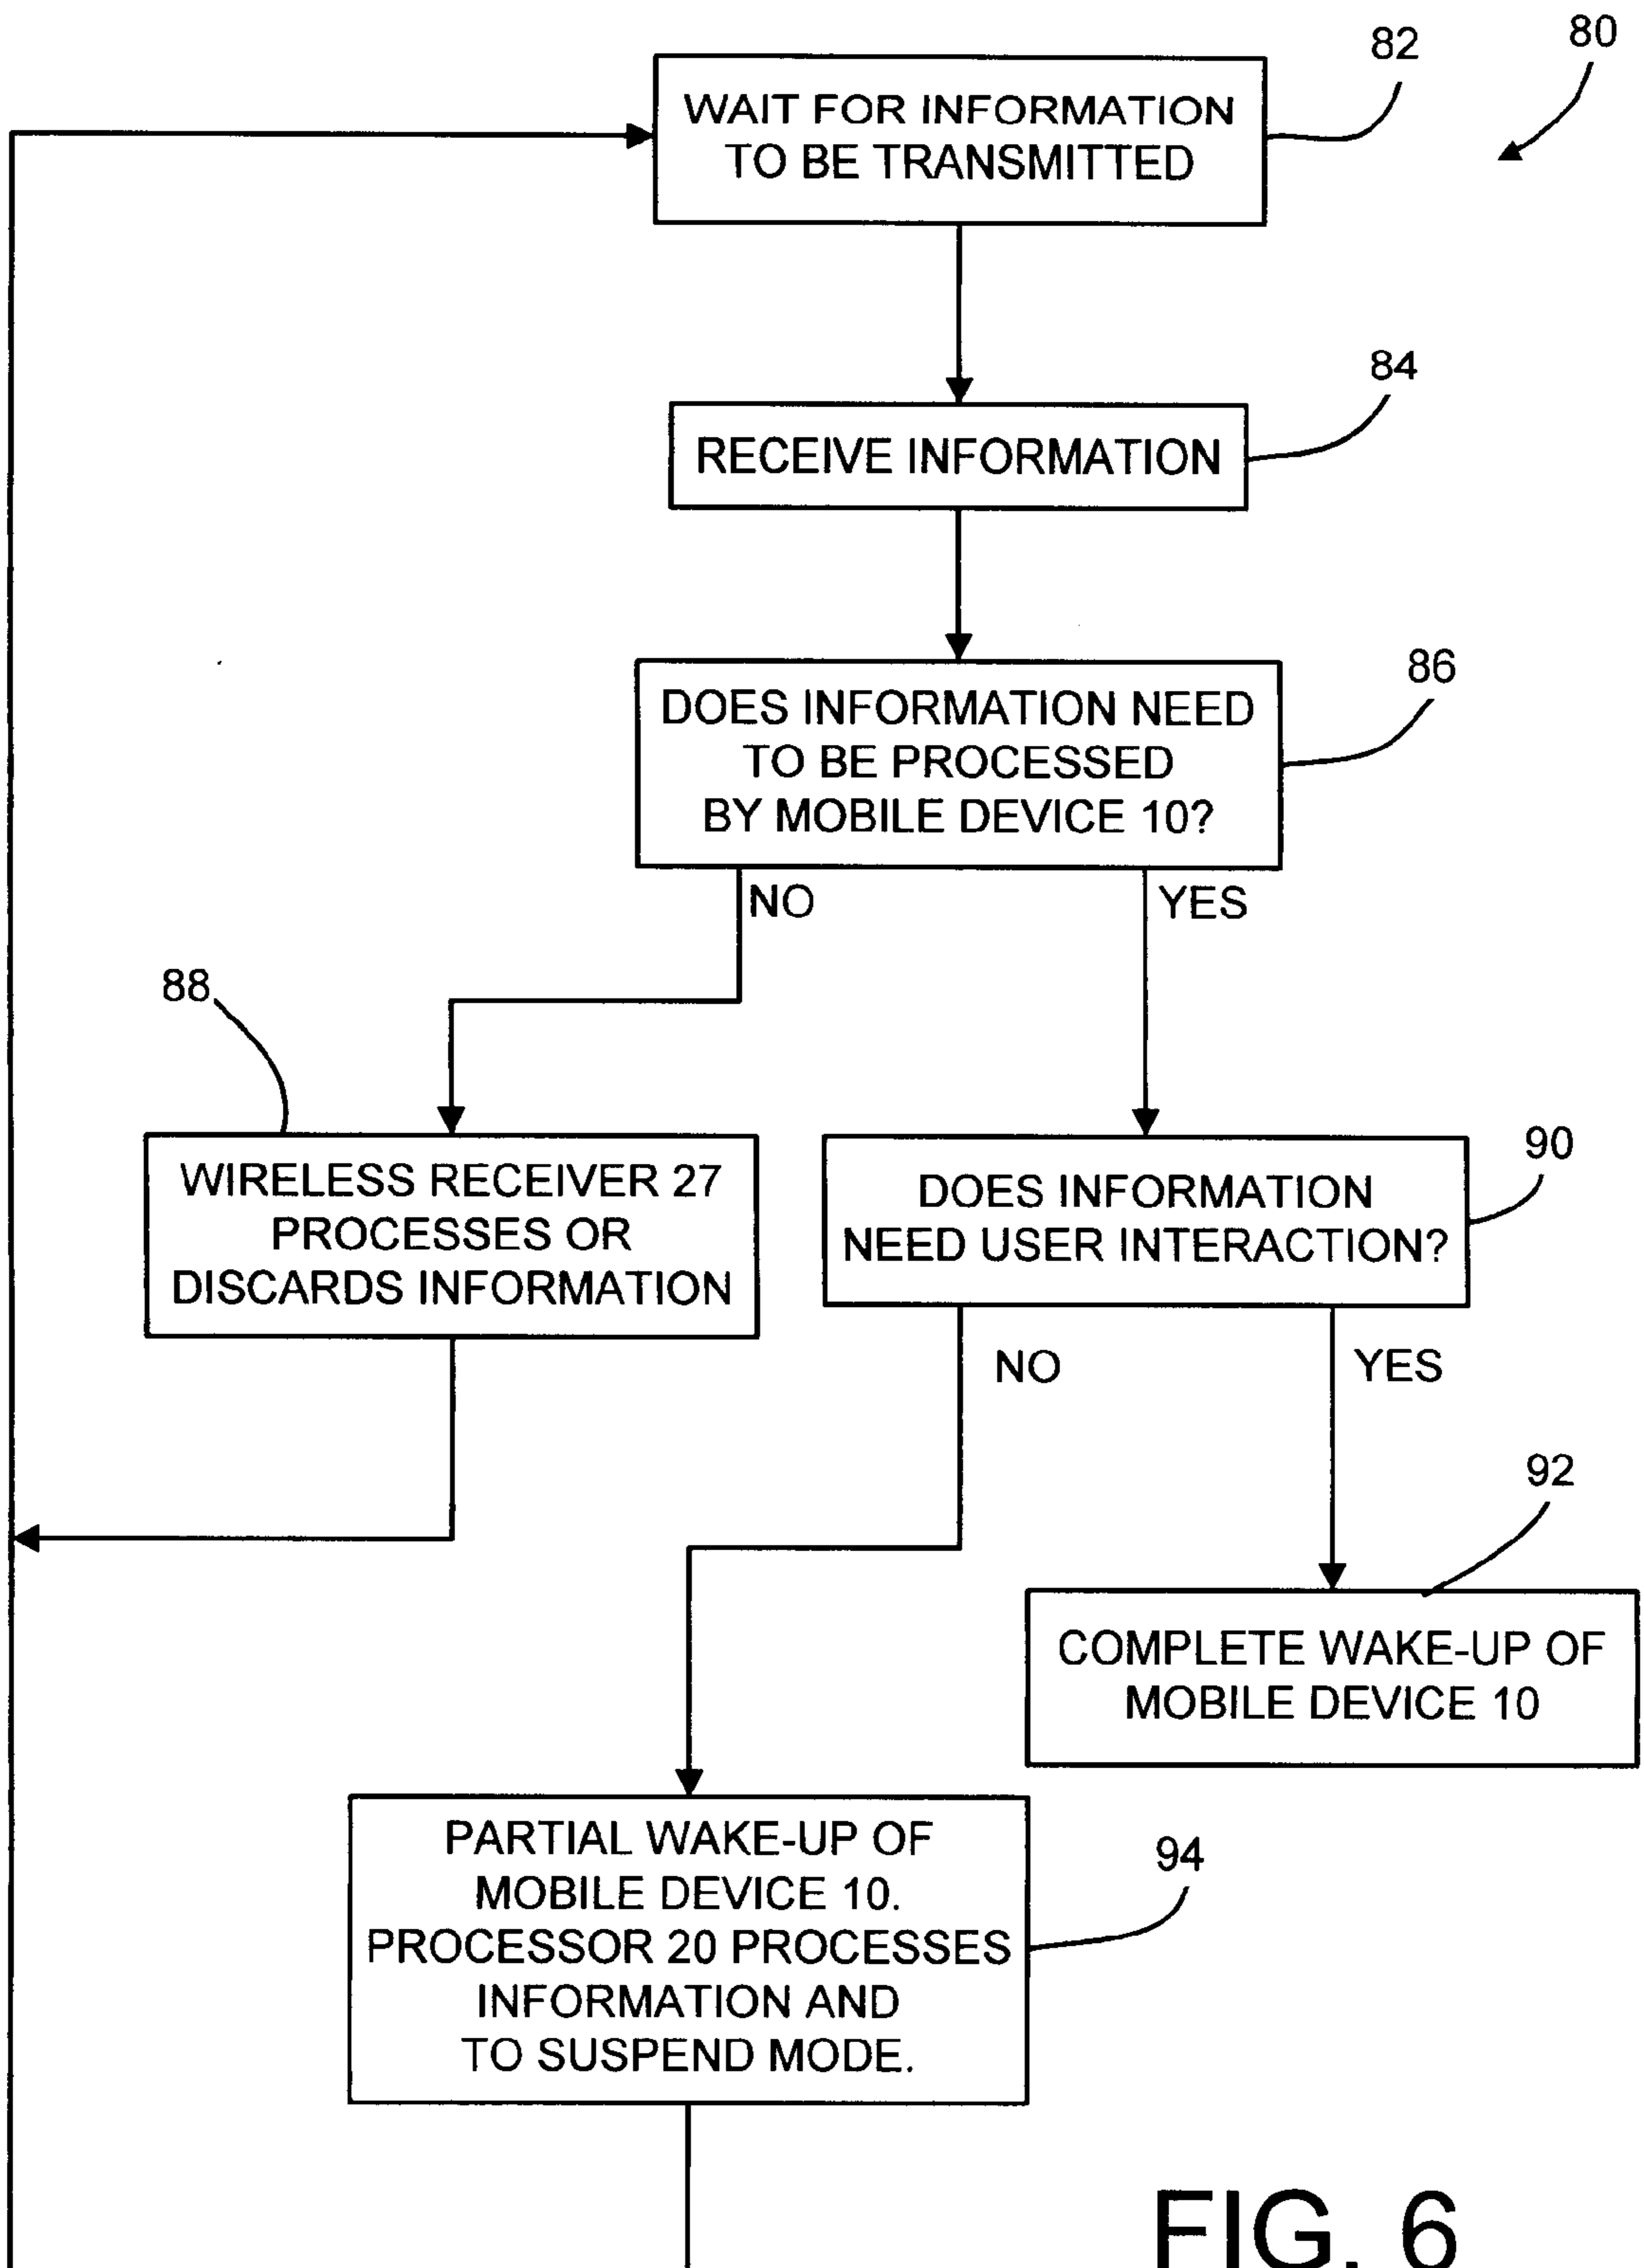 80
82
WAIT FOR INFORMATION
TO BE TRANSMITTED
84
RECEIVE INFORMATION
86
DOES INFORMATION NEED
TO BE PROCESSED
BY MOBILE DEVICE 10?
NO
YES
88
WIRELESS RECEIVER 27
PROCESSES OR
DISCARDS INFORMATION
90
DOES INFORMATION
NEED USER INTERACTION?
NO
YES
92
COMPLETE WAKE-UP OF
MOBILE DEVICE 10
94
PARTIAL WAKE-UP OF
MOBILE DEVICE 10.
PROCESSOR 20 PROCESSES
INFORMATION AND
TO SUSPEND MODE.
FIG. 6